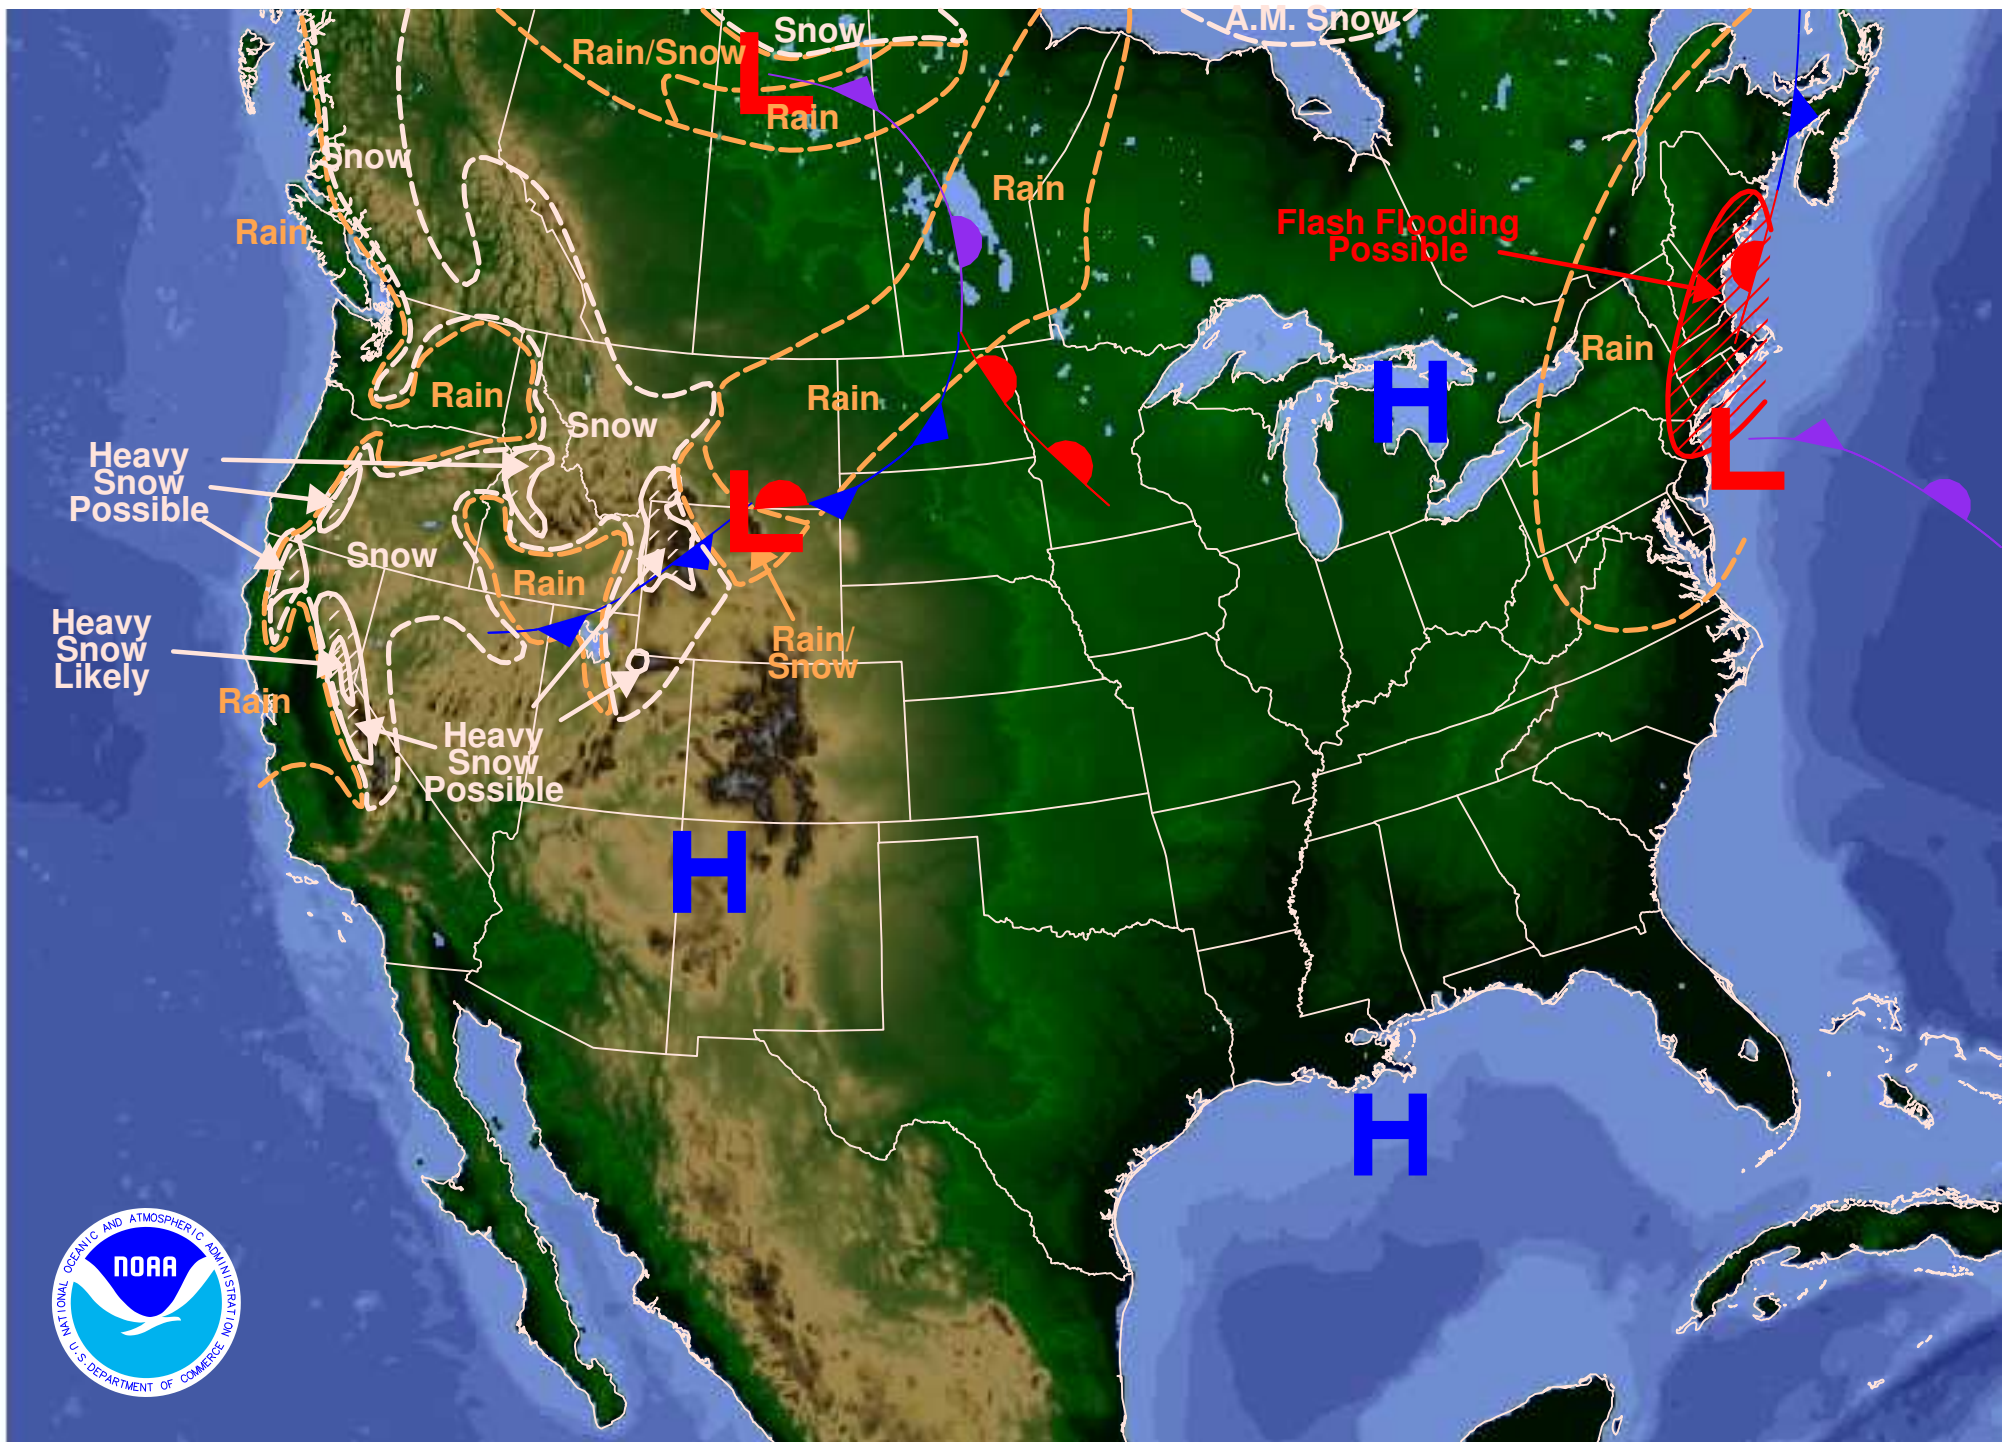 A.M. Snow
Snow
Rain/Snow
L
Rain
Snow
Rain
Rain
Flash Flooding
Possible
Rain
H
Rain
Rain
Snow
L
Heavy
Snow
Possible
L
Snow
Rain
Heavy
Snow
Likely
Rain/
Snow
Rain
Heavy
Snow
Possible
H
H
NATIONAL OCEANIC AND ATMOSPHERIC ADMINISTRATION
NOAA
U.S. DEPARTMENT OF COMMERCE